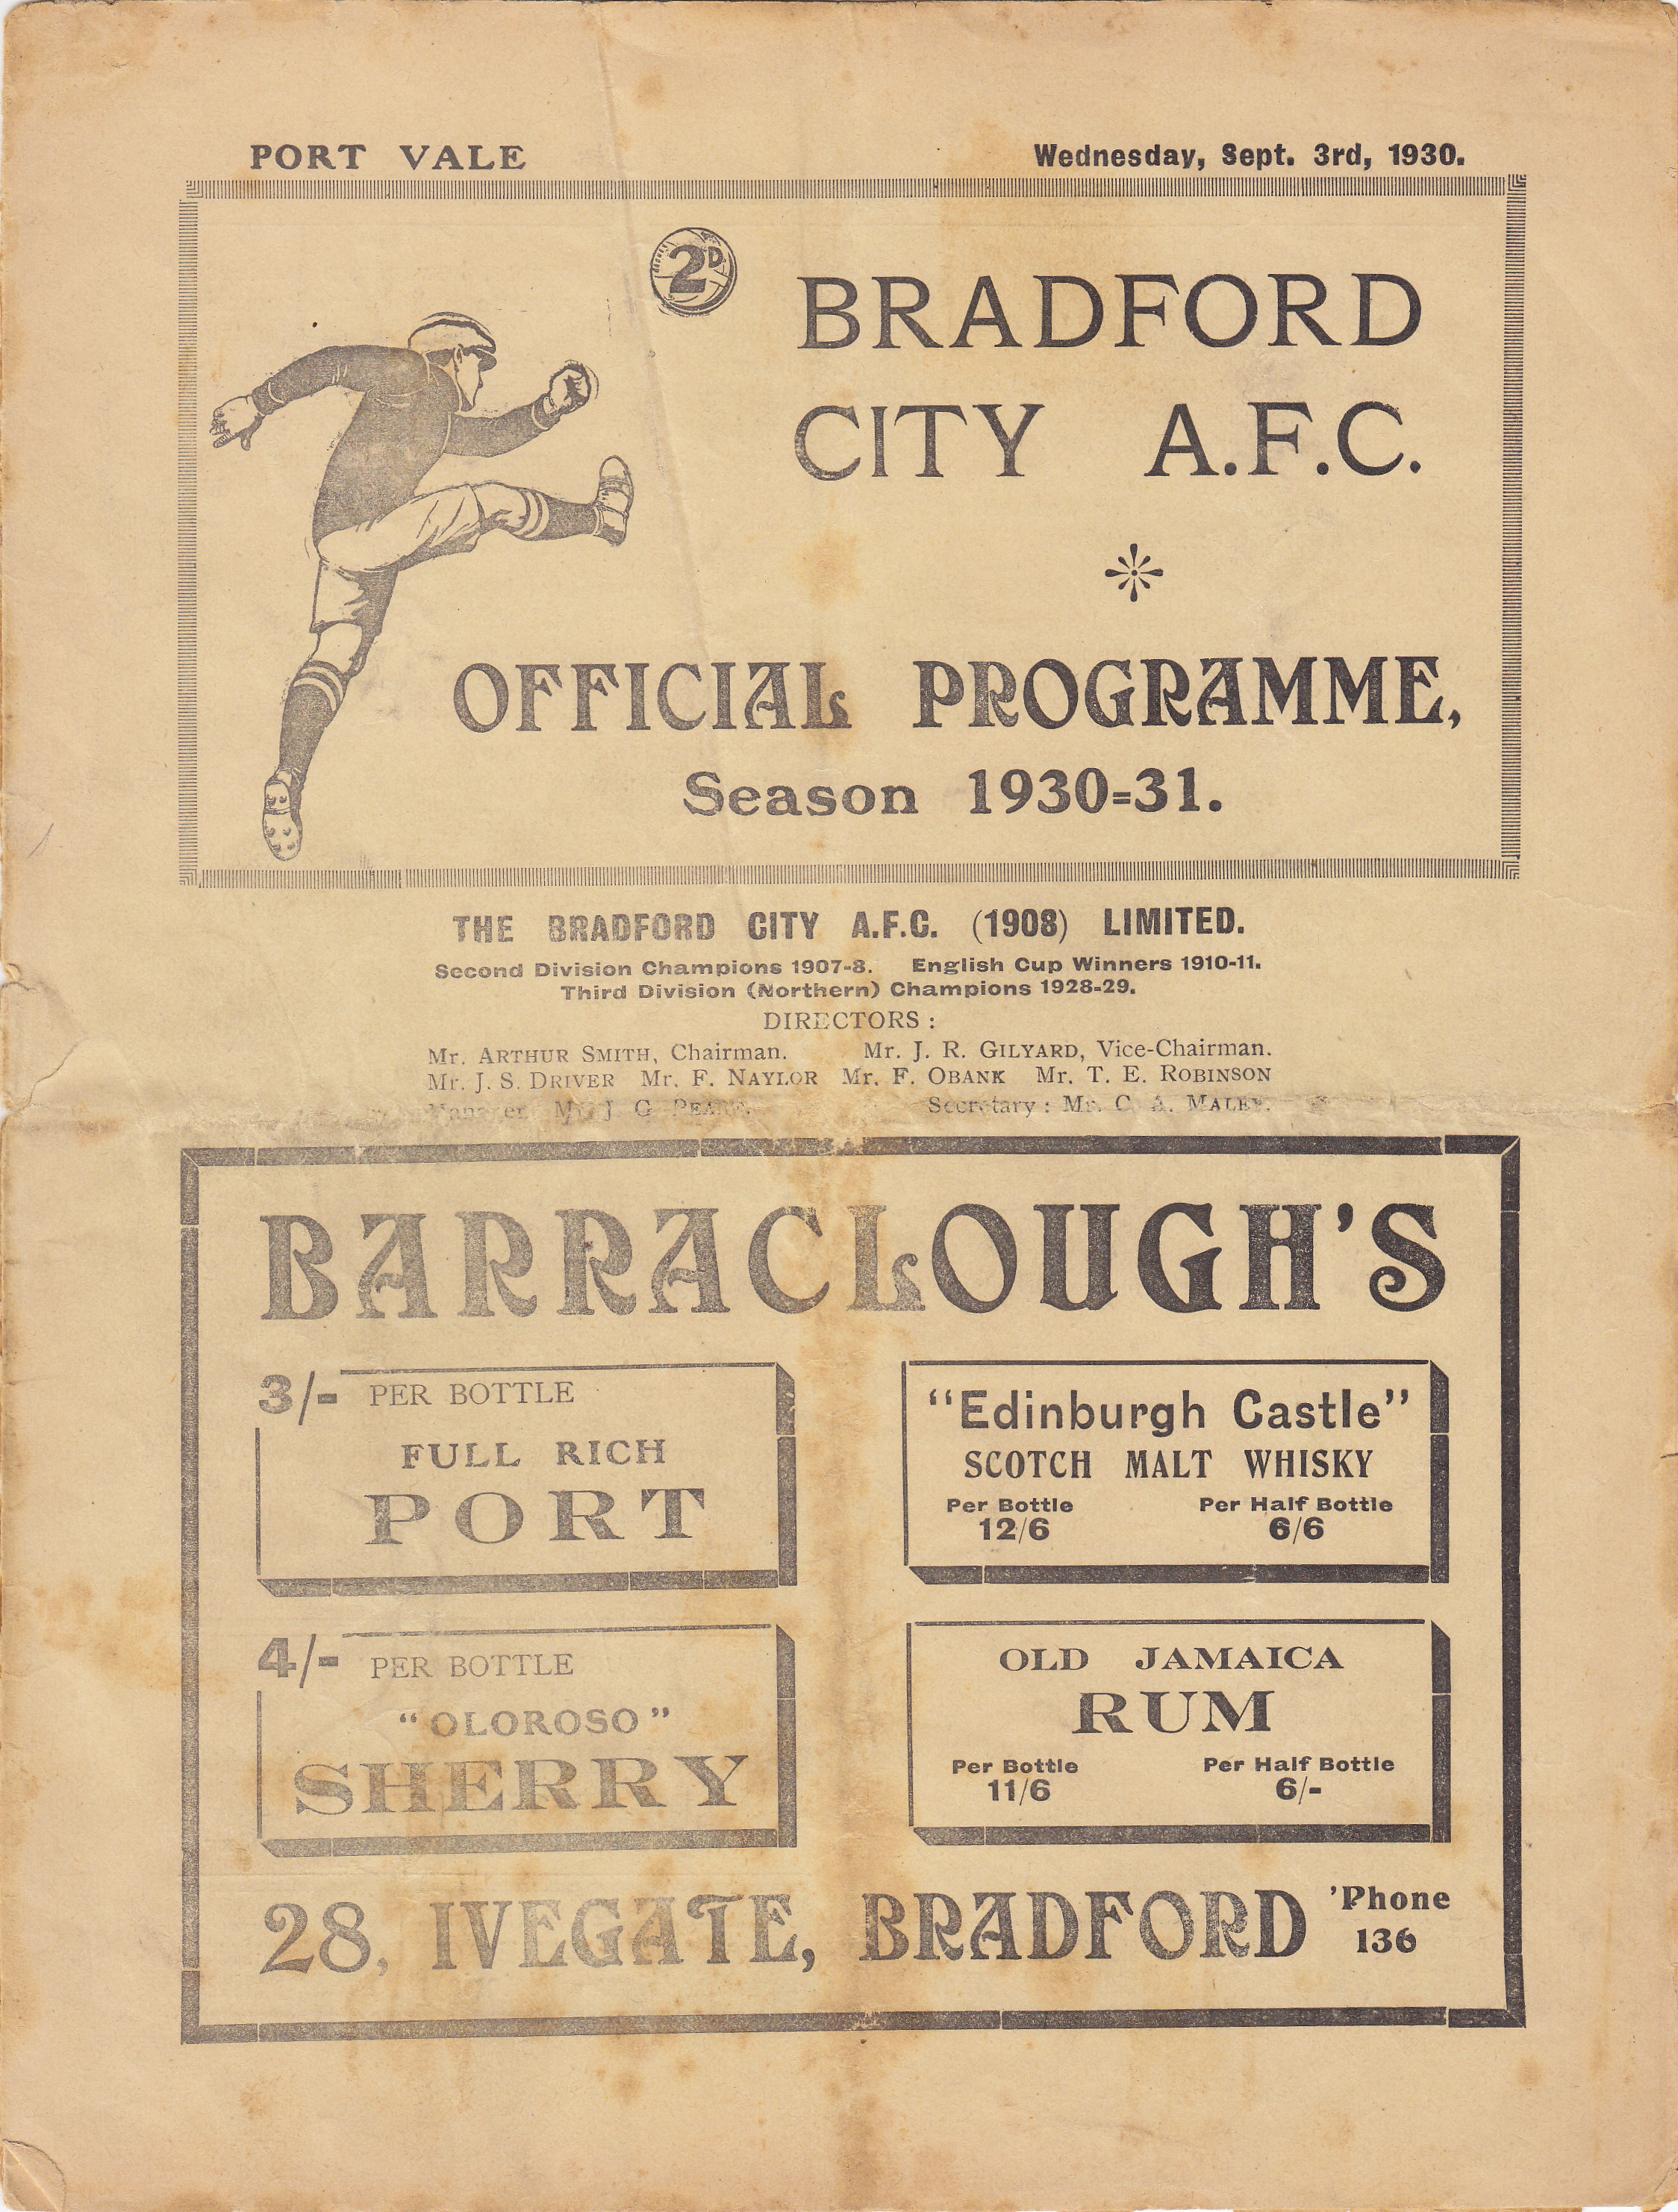 PORT VALE Wednesday, Sept. 3rd, 1930.
2D
BRADFORD
CITY A.F.C.
OFFICIAL PROGRAMME,
Season 1930-31.
THE BRADFORD CITY A.F.C. (1908) LIMITED.
Second Division Champions 1907-8. English Cup Winners 1910-11.
Third Division (Northern) Champions 1928-29.
DIRECTORS :
Mr. ARTHUR SMITH, Chairman. Mr. J. R. GILYARD, Vice-Chairman.
Mr. J. S. DRIVER Mr. F. NAYLOR Mr. F. OBANK Mr. T. E. ROBINSON
Manager Mr. J. G. Secretary : Mr. C. A. MALEY.
BARRACLOUGH'S
3/- PER BOTTLE
FULL RICH
PORT
"Edinburgh Castle"
SCOTCH MALT WHISKY
Per Bottle Per Half Bottle
12/6 6/6
4/- PER BOTTLE
"OLOROSO"
SHERRY
OLD JAMAICA
RUM
Per Bottle Per Half Bottle
11/6 6/-
28, IVEGATE, BRADFORD 'Phone
136